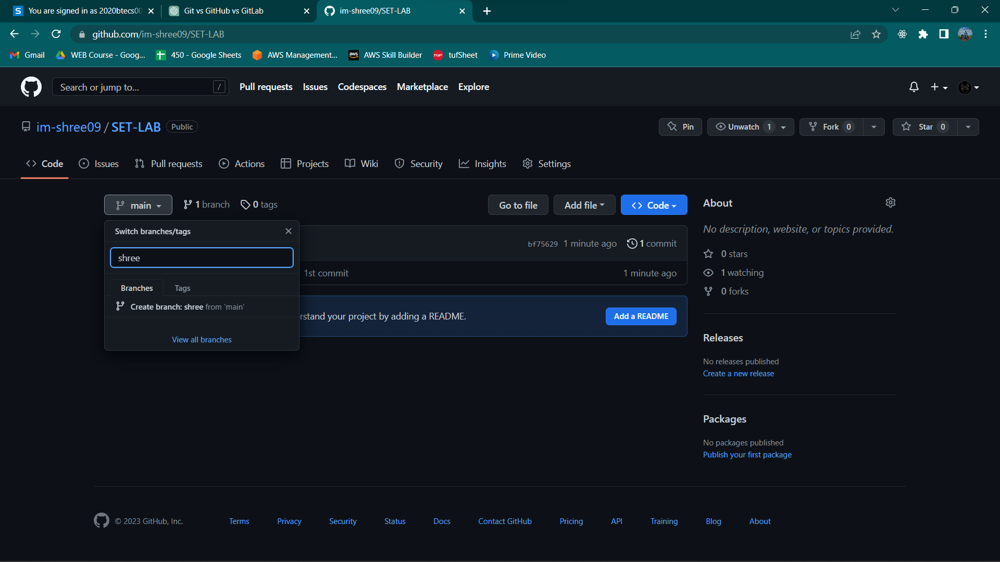 You are signed in as 2020btecs00
Git vs GitHub vs GitLab
im-shree09/SET-LAB
github.com/im-shree09/SET-LAB
Gmail
WEB Course - Goog...
450 - Google Sheets
AWS Management...
aws
AWS Skill Builder
TUF
tufSheet
Prime Video
Search or jump to...
/
Pull requests
Issues
Codespaces
Marketplace
Explore
im-shree09 / SET-LAB
Public
Pin
Unwatch 1
Fork 0
Star 0
Code
Issues
Pull requests
Actions
Projects
Wiki
Security
Insights
Settings
main
1 branch
0 tags
Go to file
Add file
Code
Switch branches/tags
shree
Branches
Tags
Create branch: shree from 'main'
View all branches
bf75629 1 minute ago
1 commit
1st commit
1 minute ago
rstand your project by adding a README.
Add a README
About
No description, website, or topics provided.
0 stars
1 watching
0 forks
Releases
No releases published
Create a new release
Packages
No packages published
Publish your first package
© 2023 GitHub, Inc.
Terms
Privacy
Security
Status
Docs
Contact GitHub
Pricing
API
Training
Blog
About